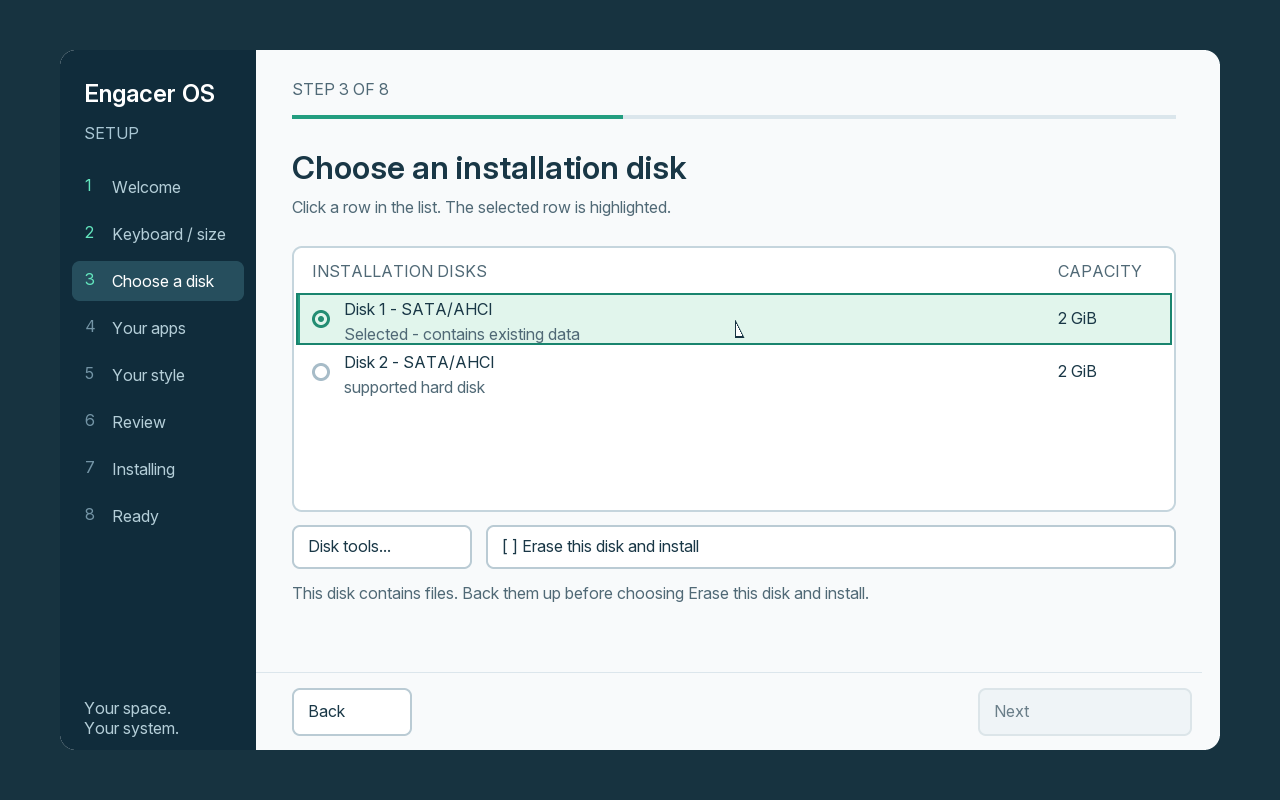 Engacer OS
SETUP
1 Welcome
2 Keyboard / size
3 Choose a disk
4 Your apps
5 Your style
6 Review
7 Installing
8 Ready
Your space.
Your system.
STEP 3 OF 8
Choose an installation disk
Click a row in the list. The selected row is highlighted.
INSTALLATION DISKS CAPACITY
Disk 1 - SATA/AHCI
Selected - contains existing data
2 GiB
Disk 2 - SATA/AHCI
supported hard disk
2 GiB
Disk tools...
[ ] Erase this disk and install
This disk contains files. Back them up before choosing Erase this disk and install.
Back
Next